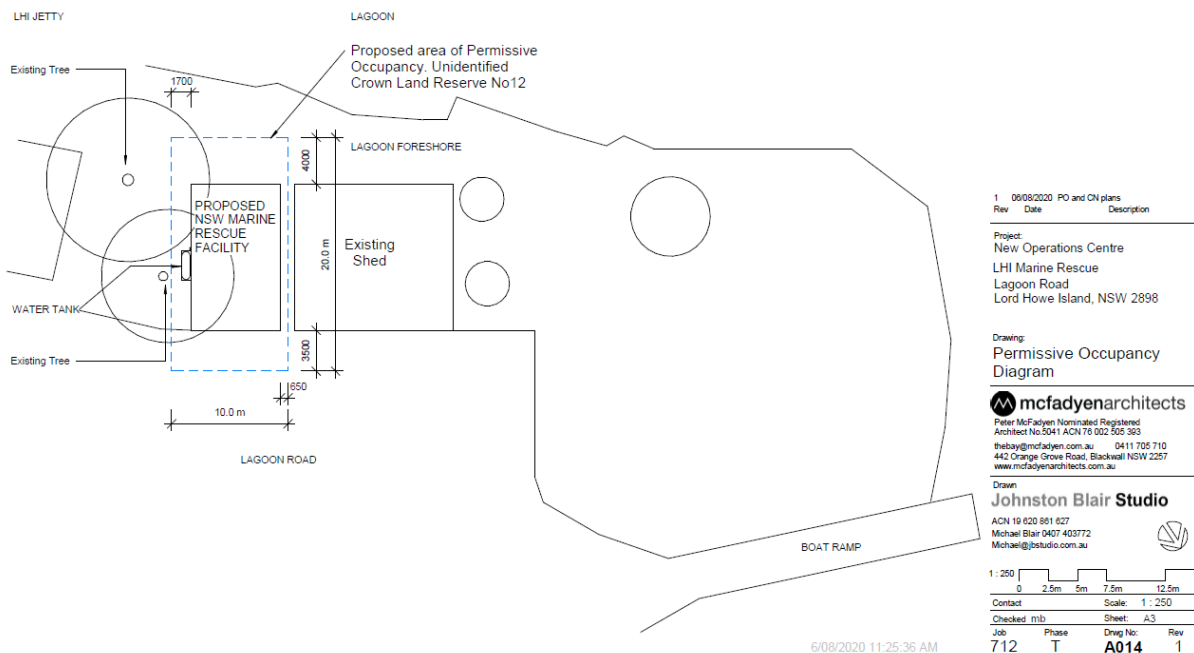 LHI JETTY
LAGOON
Proposed area of Permissive
Occupancy. Unidentified
Crown Land Reserve No12
Existing Tree
1700
LAGOON FORESHORE
4000
PROPOSED
NSW MARINE
RESCUE
FACILITY
Existing
Shed
20.0 m
WATER TANK
Existing Tree
3500
650
10.0 m
LAGOON ROAD
BOAT RAMP
6/08/2020 11:25:36 AM
1 06/08/2020 PO and CN plans
Rev Date Description
Project:
New Operations Centre
LHI Marine Rescue
Lagoon Road
Lord Howe Island, NSW 2898
Drawing:
Permissive Occupancy
Diagram
mcfadyenarchitects
Peter McFadyen Nominated Registered
Architect No.5041 ACN 76 002 505 393
thebay@mcfadyen.com.au 0411 705 710
442 Orange Grove Road, Blackwall NSW 2257
www.mcfadyenarchitects.com.au
Drawn
Johnston Blair Studio
ACN 19 620 861 627
Michael Blair 0407 403772
Michael@jbstudio.com.au
1 : 250
0 2.5m 5m 7.5m 12.5m
Contact Scale: 1 : 250
Checked mb Sheet: A3
Job Phase Drwg No: Rev
712 T A014 1